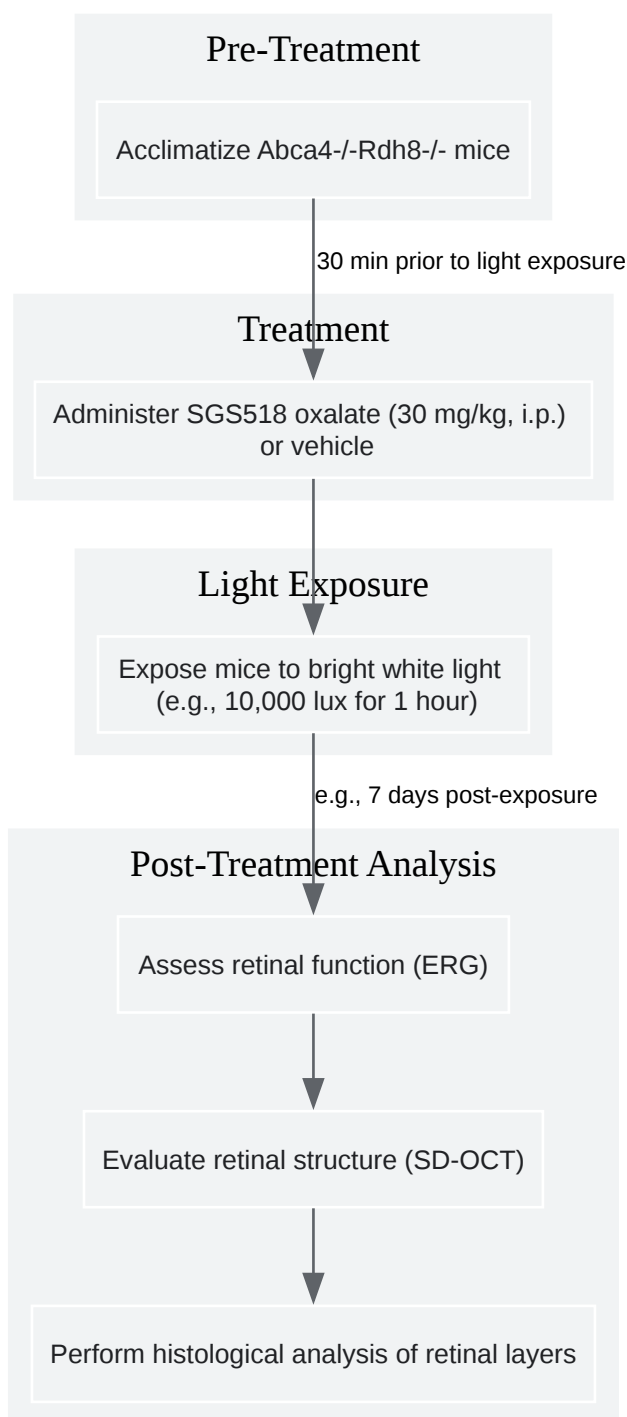 Pre-Treatment
Acclimatize Abca4-/-Rdh8-/- mice
30 min prior to light exposure
Treatment
Administer SGS518 oxalate (30 mg/kg, i.p.)
or vehicle
Light Exposure
Expose mice to bright white light
(e.g., 10,000 lux for 1 hour)
e.g., 7 days post-exposure
Post-Treatment Analysis
Assess retinal function (ERG)
Evaluate retinal structure (SD-OCT)
Perform histological analysis of retinal layers